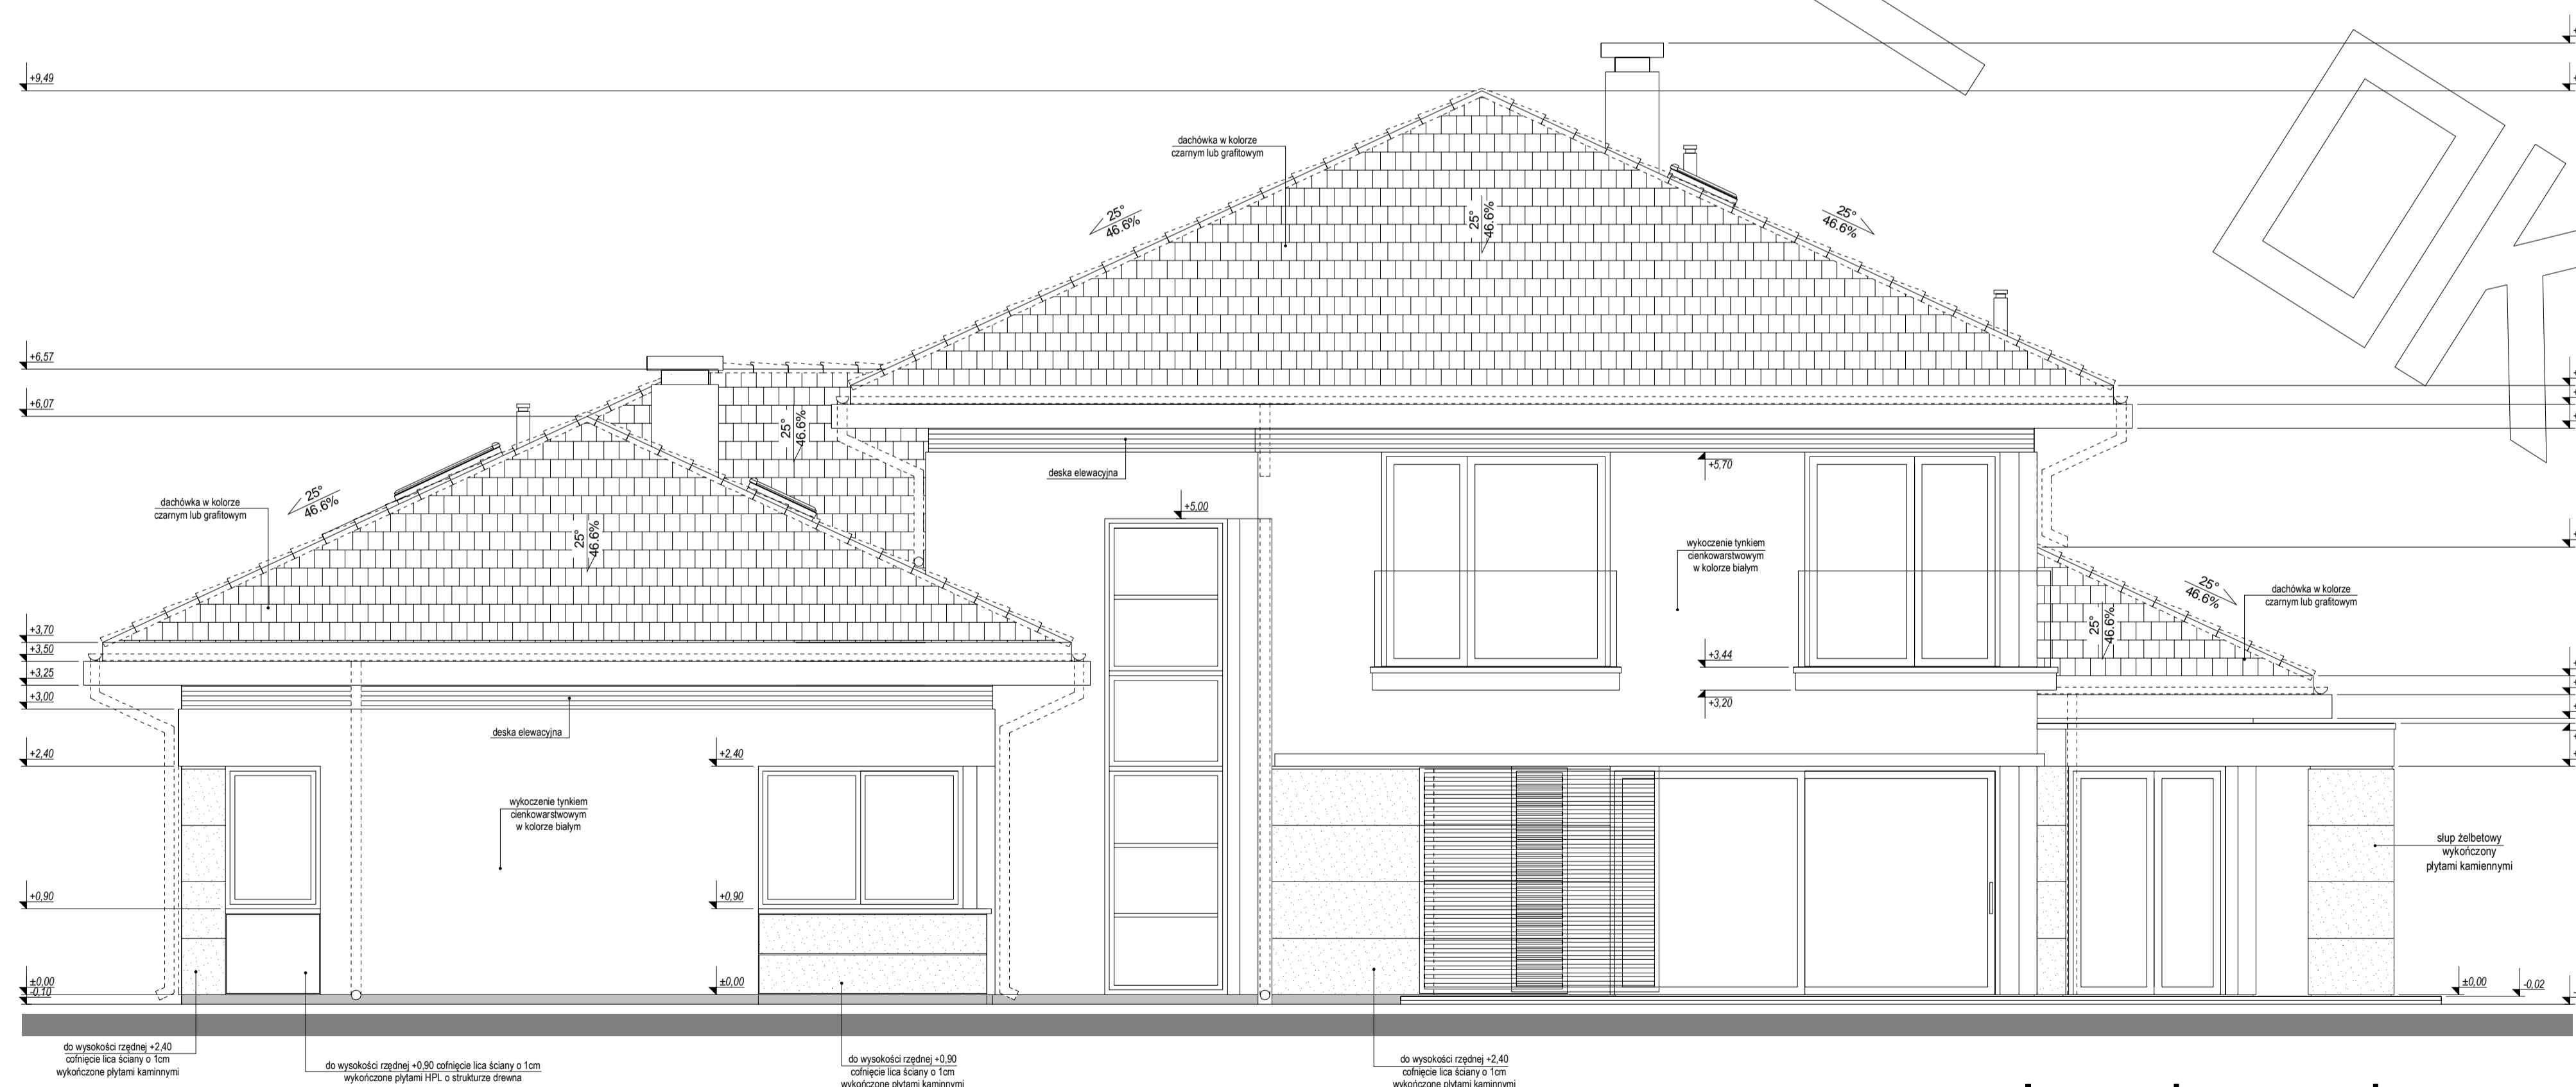 +9,49
dachówka w kolorze
czarnym lub grafitowym
25°
46.6%
25°
46.6%
25°
46.6%
+6,57
+6,07
25°
46.6%
deska elewacyjna
+5,70
dachówka w kolorze
czarnym lub grafitowym
25°
46.6%
25°
46.6%
+5,00
wykoczenie tynkiem
cienkowarstwowym
w kolorze białym
25°
46.6%
25°
46.6%
dachówka w kolorze
czarnym lub grafitowym
+3,70
+3,50
+3,25
+3,00
+3,44
+3,20
deska elewacyjna
+2,40
+2,40
wykoczenie tynkiem
cienkowarstwowym
w kolorze białym
słup żelbetowy
wykończony
płytami kamiennymi
+0,90
+0,90
±0,00
-0,10
±0,00
±0,00
-0,02
do wysokości rzędnej +2,40
cofnięcie lica ściany o 1cm
wykończone płytami kaminnymi
do wysokości rzędnej +0,90 cofnięcie lica ściany o 1cm
wykończone płytami HPL o strukturze drewna
do wysokości rzędnej +0,90
cofnięcie lica ściany o 1cm
wykończone płytami kaminnymi
do wysokości rzędnej +2,40
cofnięcie lica ściany o 1cm
wykończone płytami kaminnymi